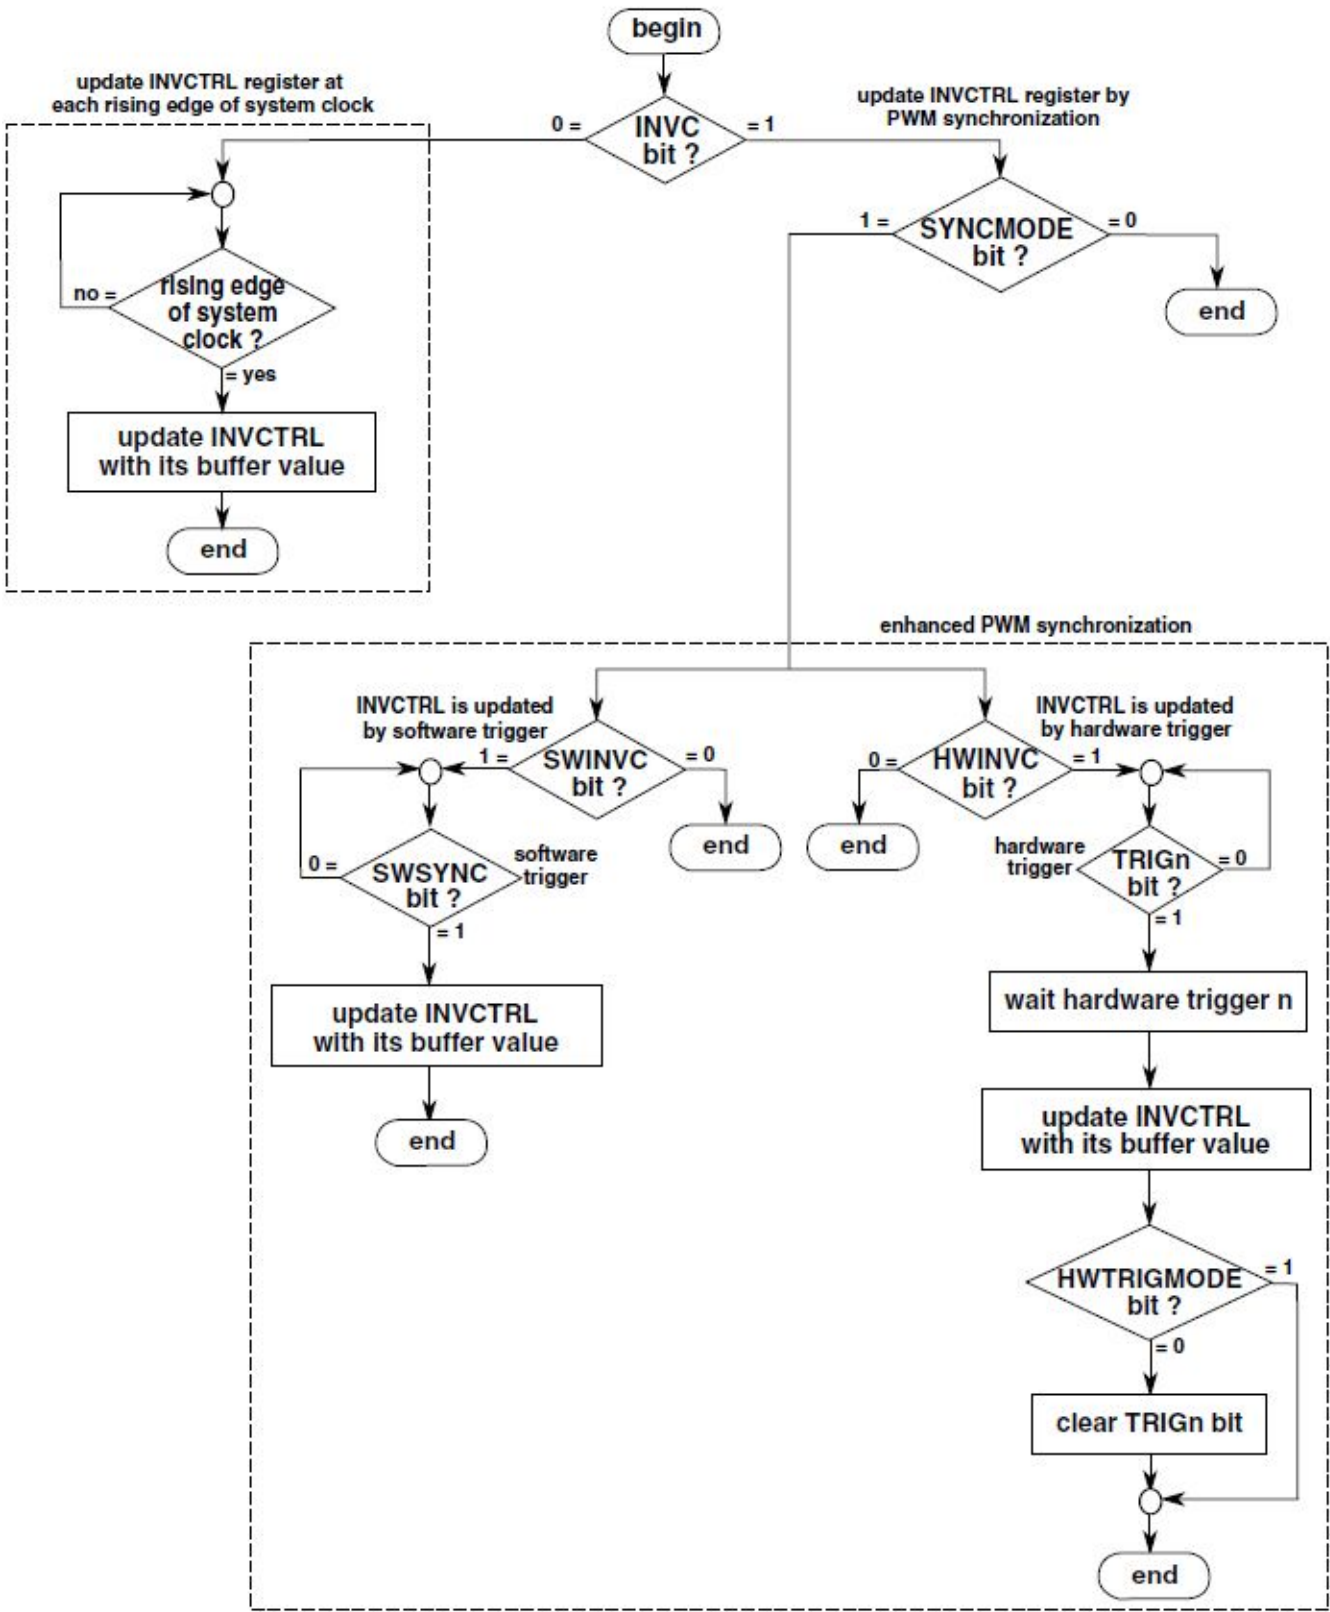 begin
update INVCTRL register at
each rising edge of system clock
update INVCTRL register by
PWM synchronization
0 =
INVC
bit ?
= 1
1 =
SYNCMODE
bit ?
= 0
end
no =
rising edge
of system
clock ?
= yes
update INVCTRL
with its buffer value
end
enhanced PWM synchronization
INVCTRL is updated
by software trigger
1 =
SWINVC
bit ?
= 0
end
0 =
SWSYNC
bit ?
software
trigger
= 1
update INVCTRL
with its buffer value
end
INVCTRL is updated
by hardware trigger
0 =
HWINVC
bit ?
= 1
end
hardware
trigger
TRIGn
bit ?
= 0
= 1
wait hardware trigger n
update INVCTRL
with its buffer value
HWTRIGMODE
bit ?
= 1
= 0
clear TRIGn bit
end